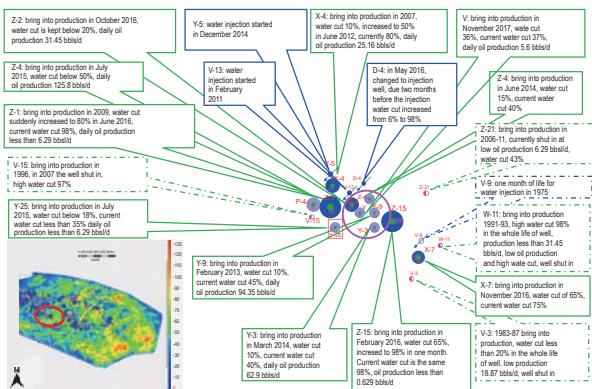 Z-2: bring into production in October 2016,
water cut is kept 20%, daily oil
production 31.45 bbls/d
Y-5: water injection started
in December 2014
X-4: bring into production in 2007,
water cut 10%, increased to 50%
in June 2012, currently 80%, daily
oil production 25.16 bbls/d
V: bring into production in
November 2017, wate cut
36%, current water cut 37%,
daily oil production 5.6 bbls/d
Z-4: bring into production in July
2015, water cut below 50%, daily
oil production 125.8 bbls/d
V-13: water
injection started
in February
2011
D-4: in May 2016,
changed to injection
well, due two months
before the injection
water cut increased
from 6% to 98%
Z-4: bring into production
in June 2014, water cut
15%, current water
cut 40%
Z-1: bring into production in 2009, water cut
suddenly increased to 80% in June 2016,
current water cut 98%, daily oil production
less than 6.29 bbls/d
Z-21: bring into production in
2006-11, currently shut in at
low oil production 6.29 bbls/d,
water cut 43%
V-15: bring into production in
1996, in 2007 the well shut in,
high water cut 97%
V-9: one month of life for
water injection in 1975
Y-25: bring into production in July
2015, water cut below 18%, current
water cut less than 35% daily oil
production less than 6.29 bbls/d
W-11: bring into production
1991-93, high water cut 98%
in the whole life of well,
production less than 31.45
bbls/d, low oil production
and high wate cut, well shut in
Y-9: bring into production in
February 2013, water cut 10%,
current water cut 45%, daily
oil production 94.35 bbls/d
X-7: bring into production in
November 2016, water cut of 65%,
current water cut 75%
Y-3: bring into production
in March 2014, water cut
10%, current water cut
40%, daily oil production
62.9 bbls/d
Z-15: bring into production in
February 2016, water cut 65%,
increased to 98% in one month.
Current water cut is the same
98%, oil production less than
0.629 bbls/d
V-3: 1983-87 bring into
production, water cut less
than 20% in the whole life
of well, low production
18.87 bbls/d, well shut in
D-4
V-13
P-4
V-15
Z-15
Z-21
V-9
W-11
X-7
V-3
N